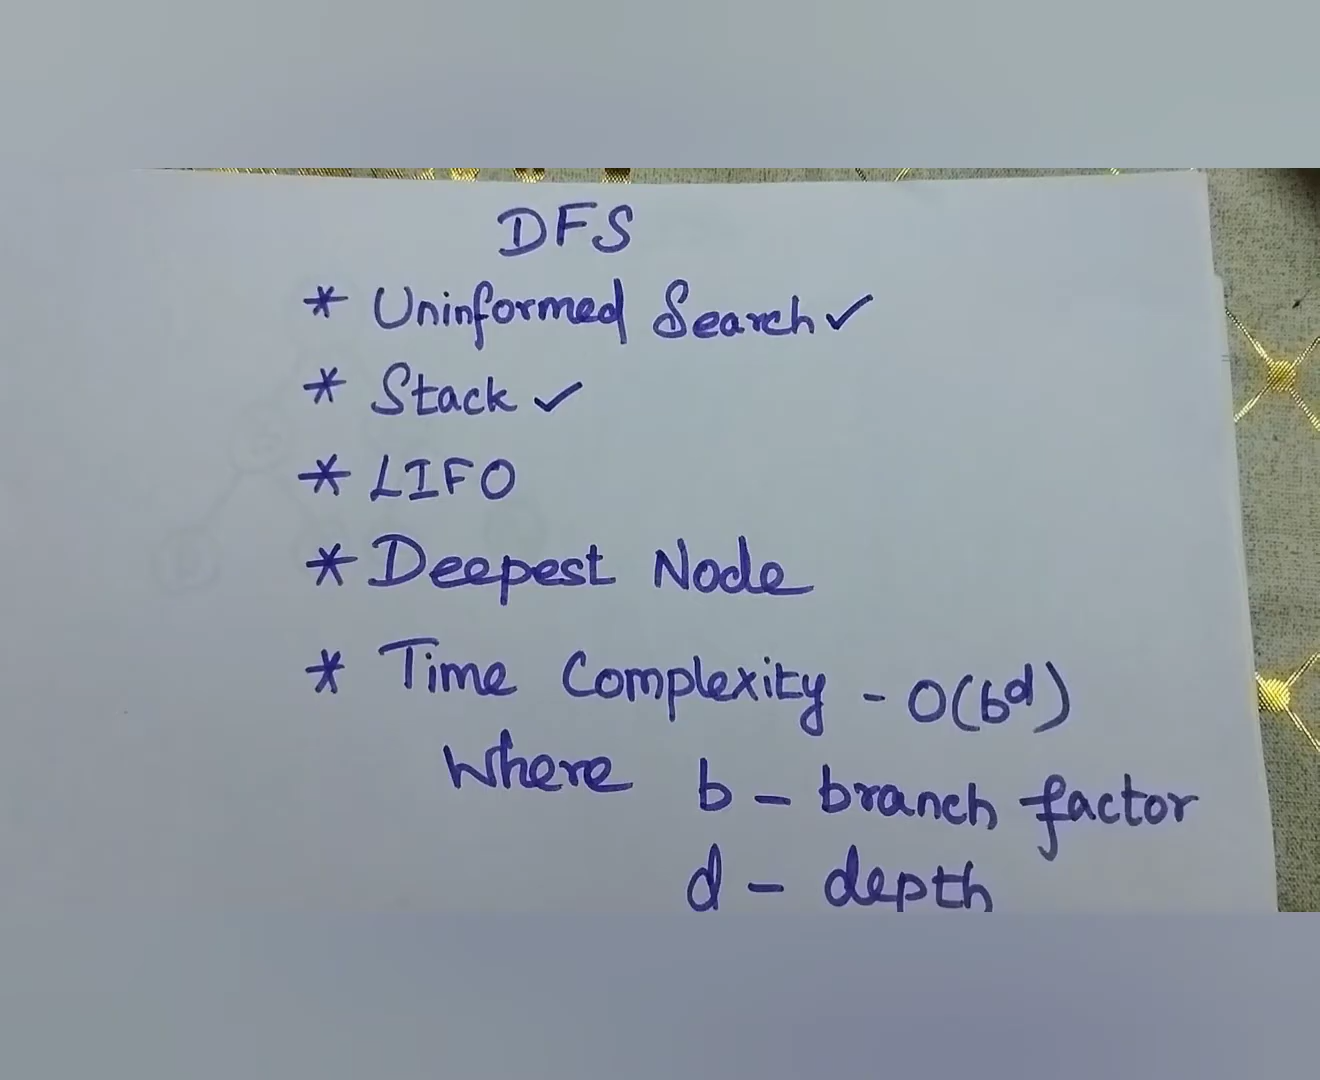 DFS
* Uninformed Search ✓
* Stack ✓
* LIFO
* Deepest Node
* Time Complexity - O(b^d)
Where b - branch factor
d - depth